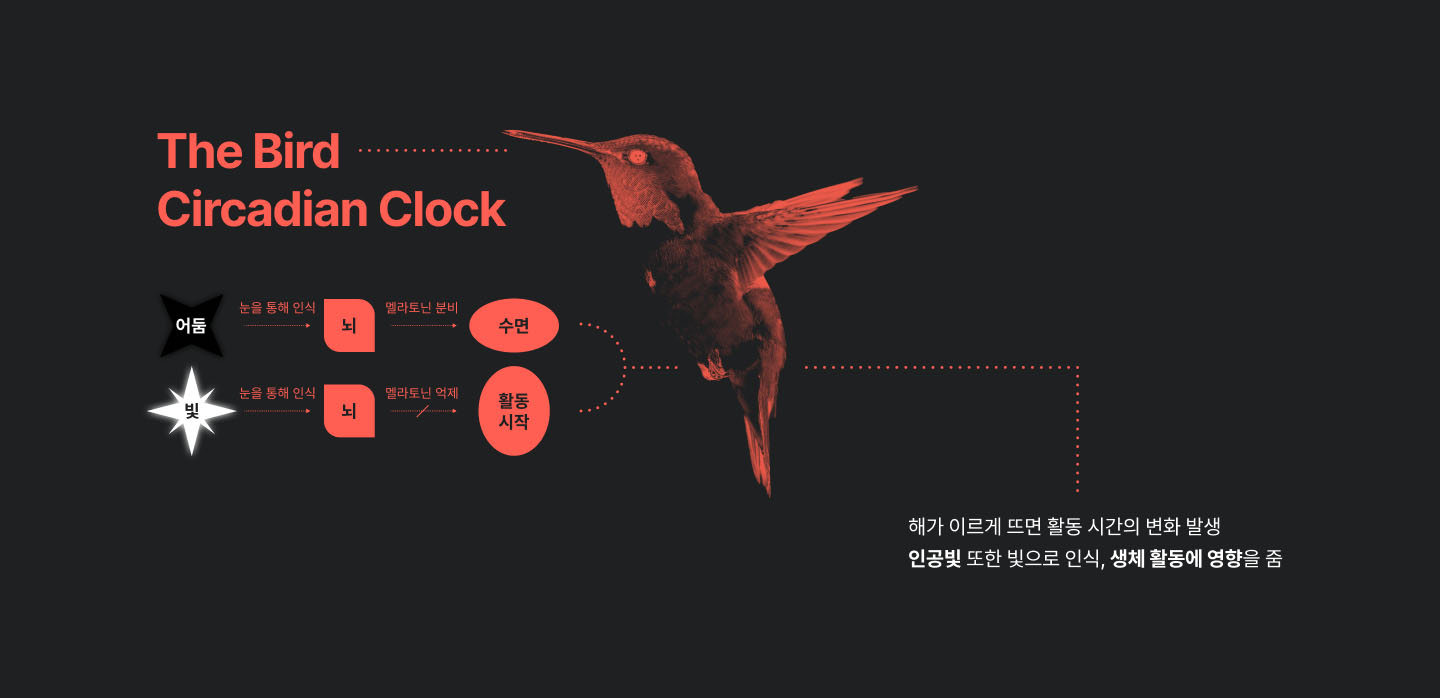 The Bird
Circadian Clock
어둠
눈을 통해 인식
뇌
멜라토닌 분비
수면
빛
눈을 통해 인식
뇌
멜라토닌 억제
활동
시작
해가 이르게 뜨면 활동 시간의 변화 발생
인공빛 또한 빛으로 인식, 생체 활동에 영향을 줌